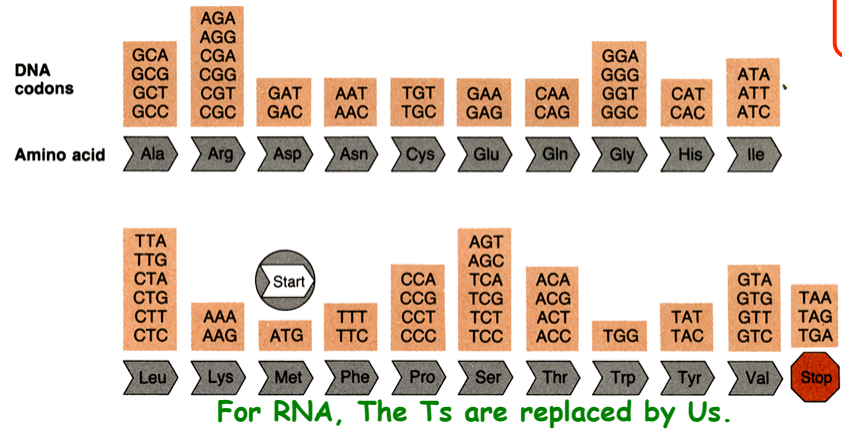 AGA
AGG
GCA CGA GGA
GCG CGG GGG ATA
DNA codons GCT CGT GAT AAT TGT GAA CAA GGT CAT ATT
GCC CGC GAC AAC TGC GAG CAG GGC CAC ATC
Amino acid Ala Arg Asp Asn Cys Glu Gln Gly His Ile
TTA AGT
TTG AGC
CTA Start CCA TCA ACA GTA
CTG CCG TCG ACG GTG TAA
CTT AAA TTT CCT TCT ACT TAT GTT TAG
CTC AAG ATG TTC CCC TCC ACC TGG TAC GTC TGA
Leu Lys Met Phe Pro Ser Thr Trp Tyr Val Stop
For RNA, The Ts are replaced by Us.